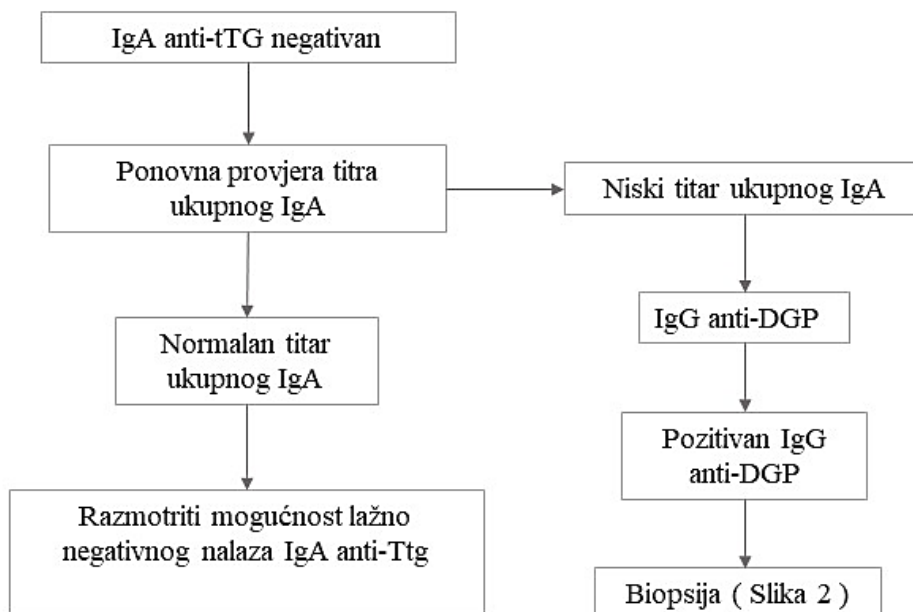 IgA anti-tTG negativan
Ponovna provjera titra
ukupnog IgA
Niski titar ukupnog IgA
Normalan titar
ukupnog IgA
IgG anti-DGP
Pozitivan IgG
anti-DGP
Razmotriti mogućnost lažno
negativnog nalaza IgA anti-Ttg
Biopsija ( Slika 2 )